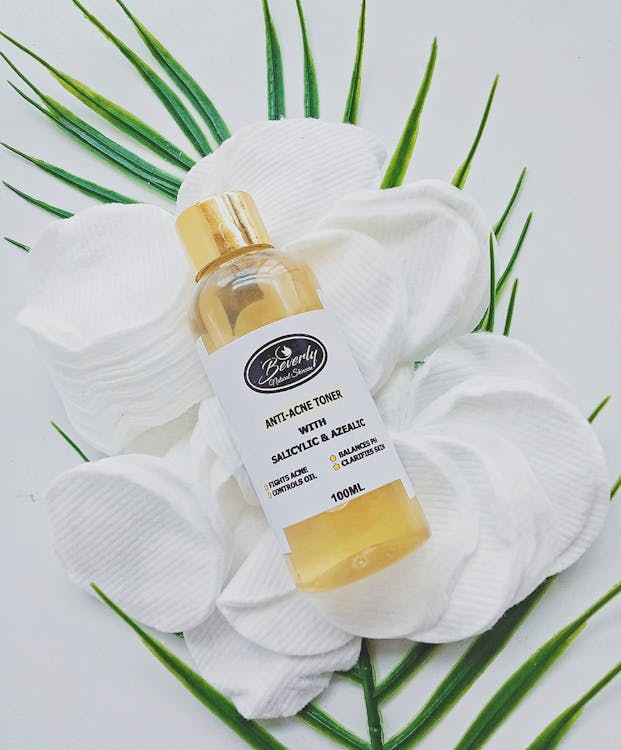 Beverly
Natural Skincare
ANTI-ACNE TONER
WITH
SALICYLIC & AZEALIC
FIGHTS ACNE
CONTROLS OIL
BALANCES PH
CLARIFIES SKIN
100ML